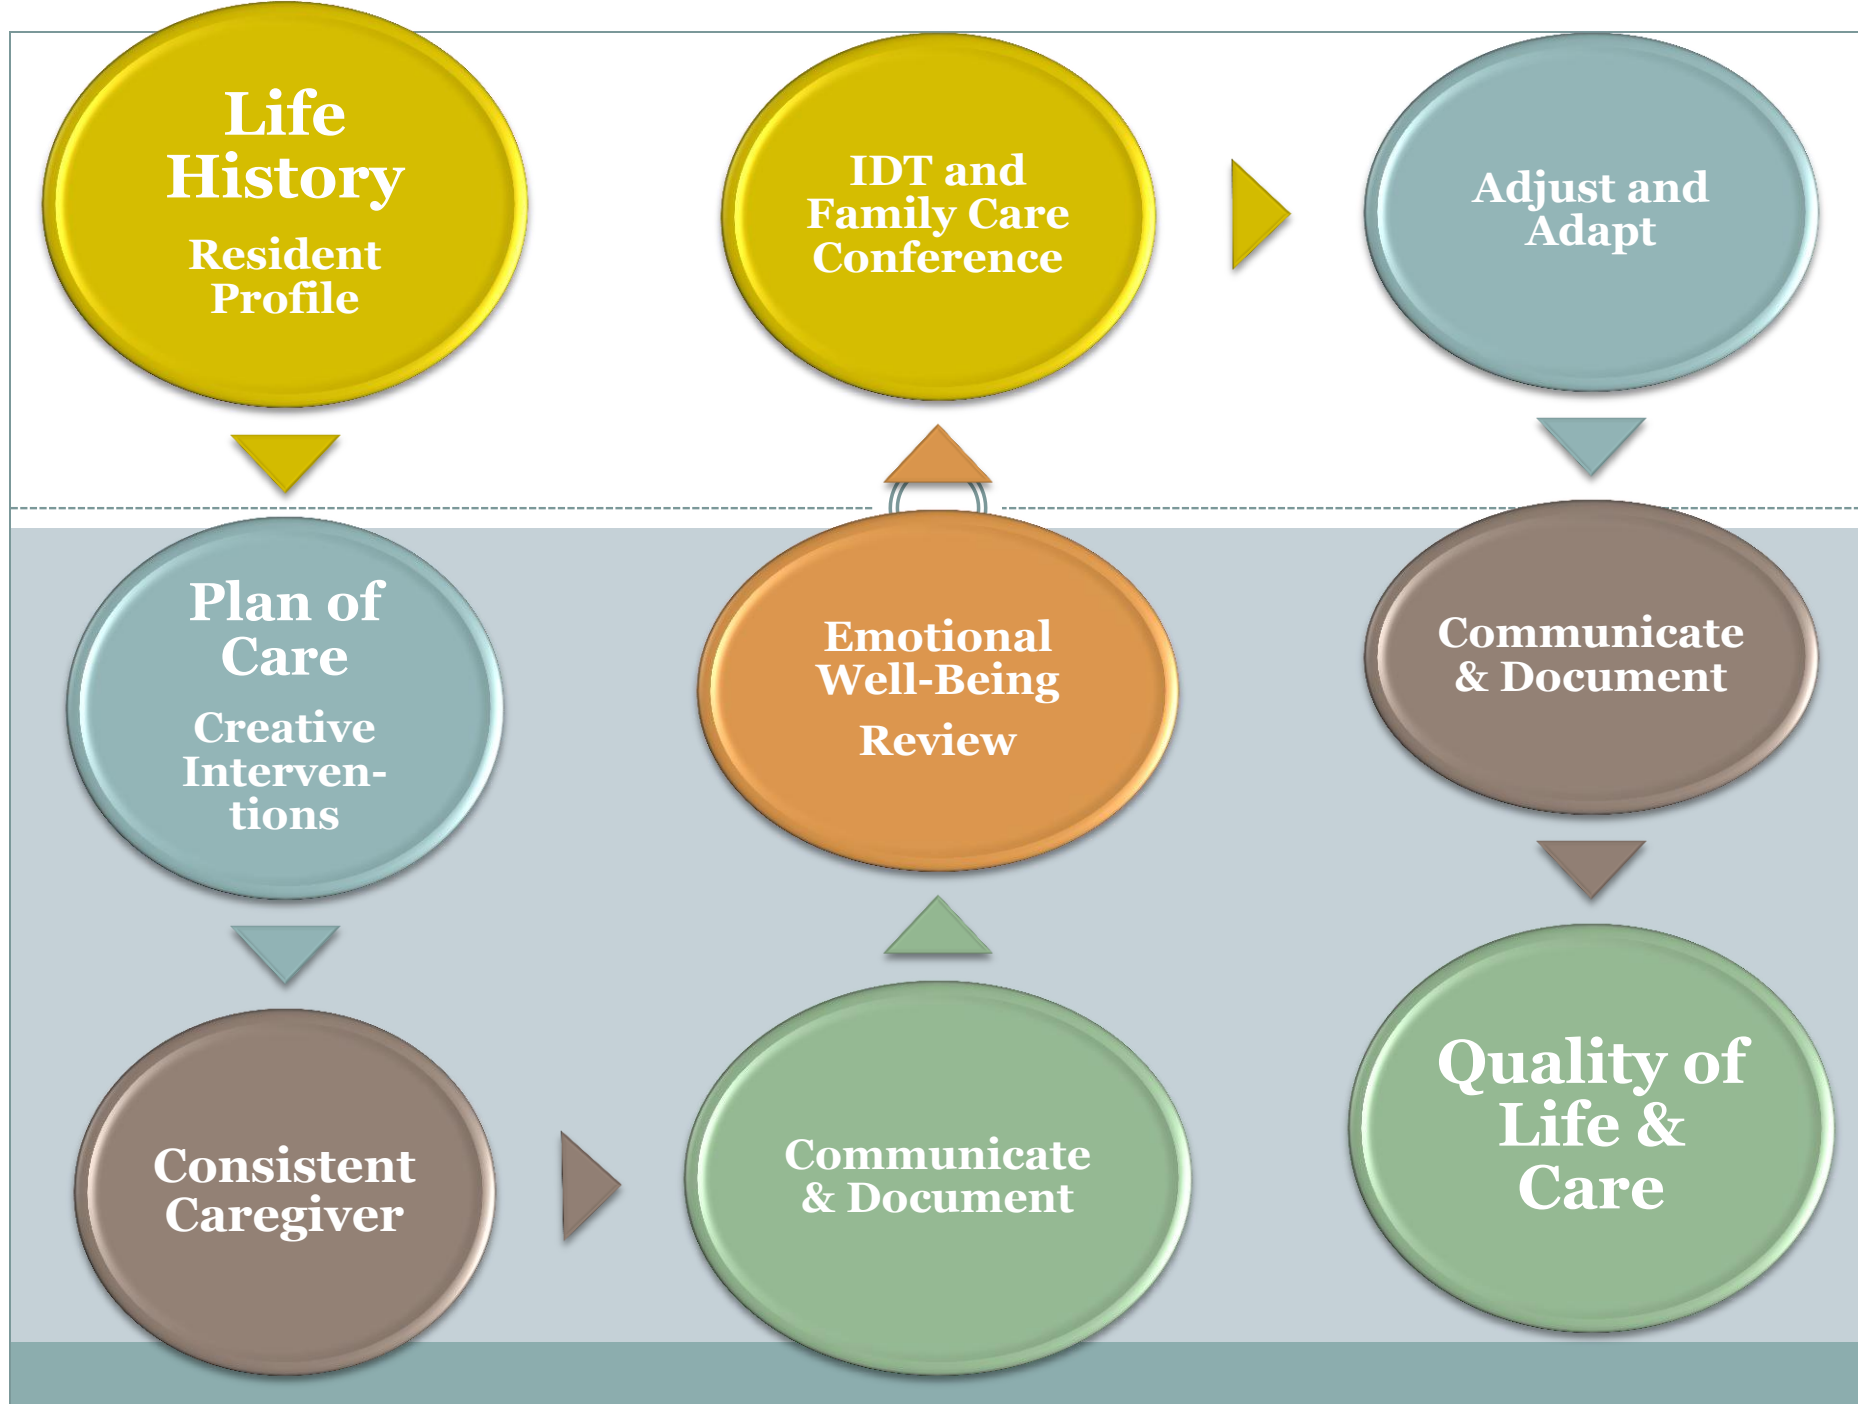 Life
History
Resident
Profile
Plan of
Care
Creative
Interven-
tions
Consistent
Caregiver
Communicate
& Document
Emotional
Well-Being
Review
IDT and
Family Care
Conference
Adjust and
Adapt
Communicate
& Document
Quality of
Life &
Care